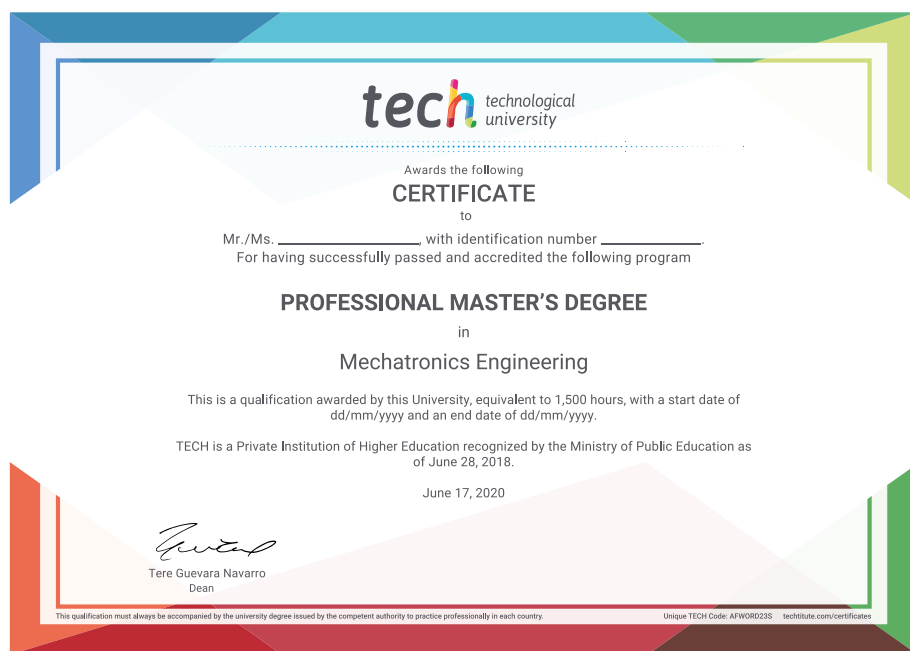 tech technological
university
Awards the following
CERTIFICATE
to
Mr./Ms. ____________________, with identification number ______________.
For having successfully passed and accredited the following program
PROFESSIONAL MASTER'S DEGREE
in
Mechatronics Engineering
This is a qualification awarded by this University, equivalent to 1,500 hours, with a start date of
dd/mm/yyyy and an end date of dd/mm/yyyy.
TECH is a Private Institution of Higher Education recognized by the Ministry of Public Education as
of June 28, 2018.
June 17, 2020
Tere Guevara Navarro
Dean
This qualification must always be accompanied by the university degree issued by the competent authority to practice professionally in each country.
Unique TECH Code: AFWORD23S techtitute.com/certificates